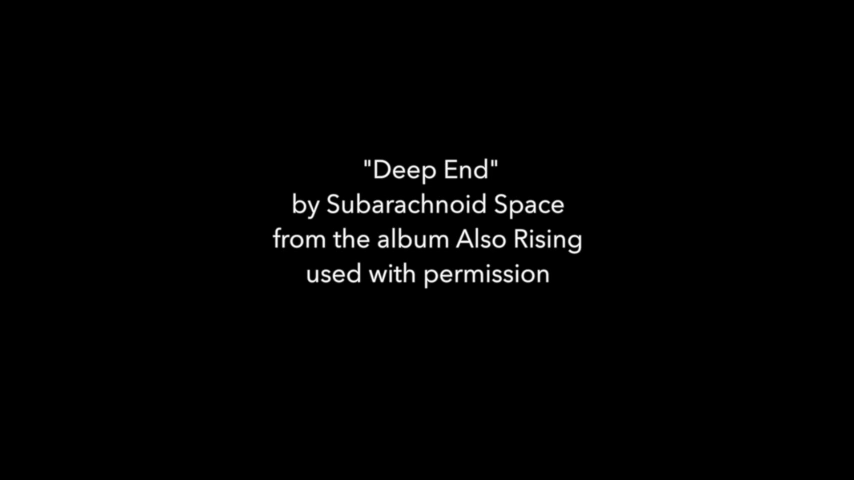 "Deep End"
by Subarachnoid Space
from the album Also Rising
used with permission